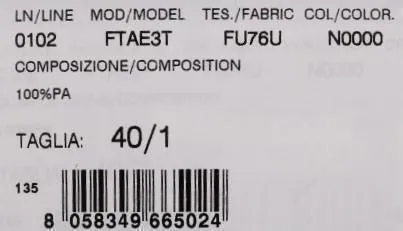 LN/LINE MOD/MODEL TES./FABRIC COL/COLOR.
0102 FTAE3T FU76U N0000
COMPOSIZIONE/COMPOSITION
100%PA
TAGLIA: 40/1
135
8 058349 665024